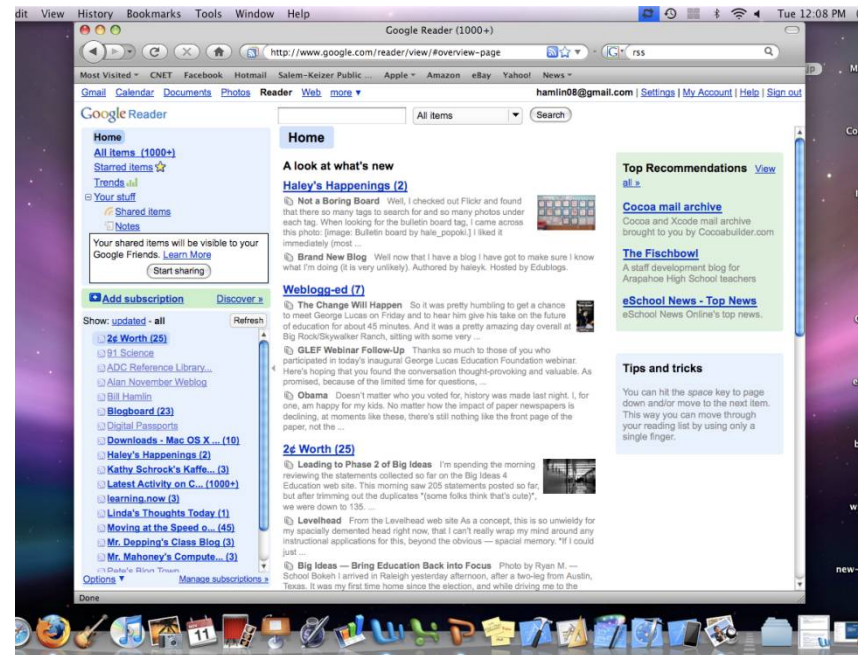 dit View History Bookmarks Tools Window Help Tue 12:08 PM
Google Reader (1000+)
http://www.google.com/reader/view/#overview-page
rss
Most Visited CNET Facebook Hotmail Salem-Keizer Public ... Apple Amazon eBay Yahoo! News
Gmail Calendar Documents Photos Reader Web more hamlin08@gmail.com | Settings | My Account | Help | Sign out
Google Reader
All items
Search
Home
All items (1000+)
Starred items
Trends
Your stuff
Shared items
Notes
Your shared items will be visible to your
Google Friends. Learn More
Start sharing
Add subscription Discover »
Show: updated - all Refresh
2¢ Worth (25)
91 Science
ADC Reference Library...
Alan November Weblog
Bill Hamlin
Blogboard (23)
Digital Passports
Downloads - Mac OS X ... (10)
Haley's Happenings (2)
Kathy Schrock's Kaffe... (3)
Latest Activity on C... (1000+)
learning.now (3)
Linda's Thoughts Today (1)
Moving at the Speed o... (45)
Mr. Depping's Class Blog (3)
Mr. Mahoney's Compute... (3)
Pete's Blog Town
Options Manage subscriptions »
Done
Home
A look at what's new
Haley's Happenings (2)
Not a Boring Board Well, I checked out Flickr and found
that there so many tags to search for and so many photos under
each tag. When looking for the bulletin board tag, I came across
this photo: [image: Bulletin board by hale_popoki.] I liked it
immediately (most ...
Brand New Blog Well now that I have a blog I have got to make sure I know
what I'm doing (it is very unlikely). Authored by haleyk. Hosted by Edublogs.
Weblogg-ed (7)
The Change Will Happen So it was pretty humbling to get a chance
to meet George Lucas on Friday and to hear him give his take on the future
of education for about 45 minutes. And it was a pretty amazing day overall at
Big Rock/Skywalker Ranch, sitting with some very ...
GLEF Webinar Follow-Up Thanks so much to those of you who
participated in today's inaugural George Lucas Education Foundation webinar.
Here's hoping that you found the conversation thought-provoking and valuable. As
promised, because of the limited time for questions, ...
Obama Doesn't matter who you voted for, history was made last night. I, for
one, am happy for my kids. No matter how the impact of paper newspapers is
declining, at moments like these, there's still nothing like the front page of the
paper, not the ...
2¢ Worth (25)
Leading to Phase 2 of Big Ideas I'm spending the morning
reviewing the statements collected so far on the Big Ideas 4
Education web site. This morning saw 205 statements posted so far,
but after trimming out the duplicates *(some folks think that's cute)*,
we were down to 135. ...
Levelhead From the Levelhead web site As a concept, this is so unwieldy for
my spacially demented head right now, that I can't really wrap my mind around any
instructional applications for this, beyond the obvious — spacial memory. *If I could
just ...
Big Ideas — Bring Education Back into Focus Photo by Ryan M. —
School Bokeh I arrived in Raleigh yesterday afternoon, after a two-leg from Austin,
Texas. It was my first time home since the election, and while driving me to the
Top Recommendations View
all »
Cocoa mail archive
Cocoa and Xcode mail archive
brought to you by Cocoabuilder.com
The Fischbowl
A staff development blog for
Arapahoe High School teachers
eSchool News - Top News
eSchool News Online's top news.
Tips and tricks
You can hit the space key to page
down and/or move to the next item.
This way you can move through
your reading list by using only a
single finger.
jp
M
Co
new-
11